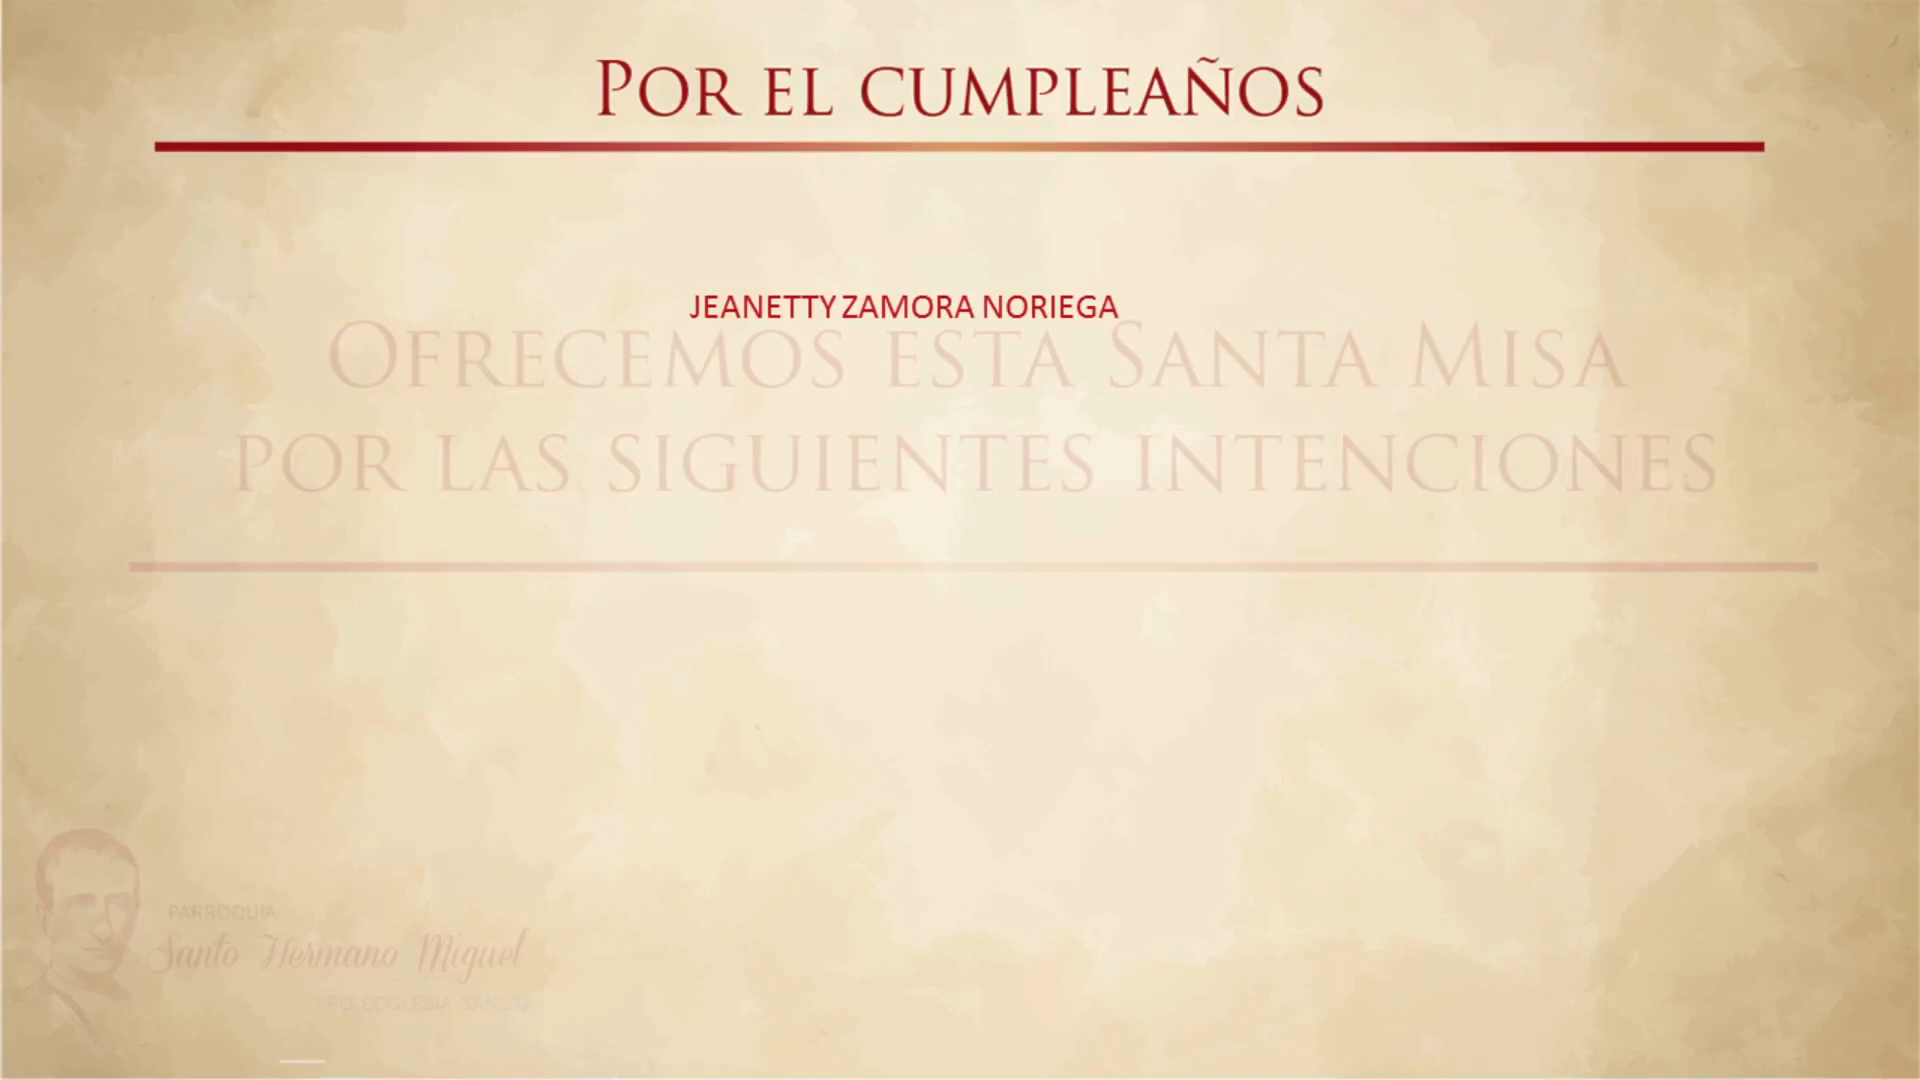 POR EL CUMPLEAÑOS
JEANETTY ZAMORA NORIEGA
OFRECEMOS ESTA SANTA MISA
POR LAS SIGUIENTES INTENCIONES
PARROQUIA
Santo Hermano Miguel
PRO ECCLESIA SANCTA